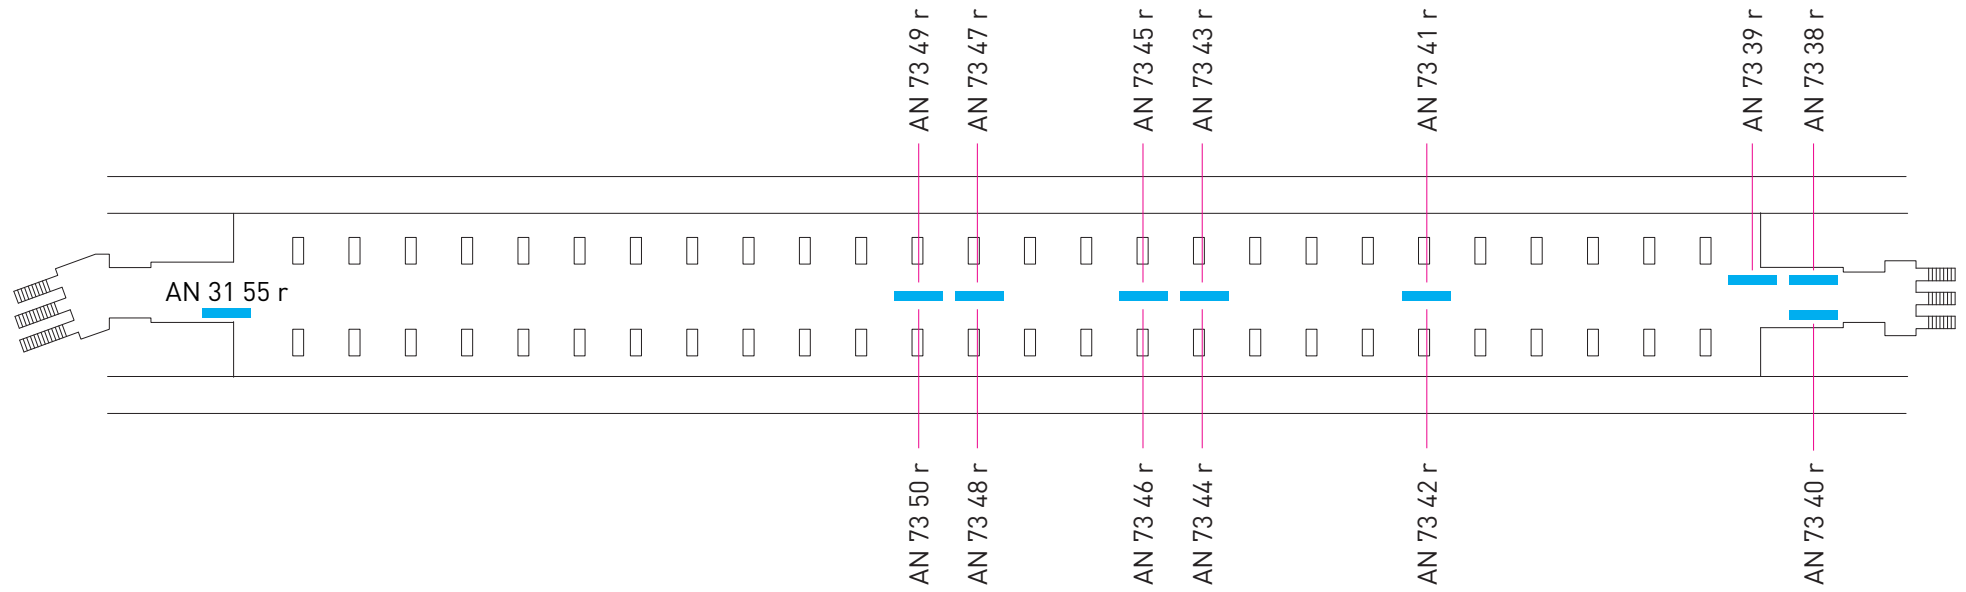 AN 73 49 r
AN 73 47 r
AN 73 45 r
AN 73 43 r
AN 73 41 r
AN 73 39 r
AN 73 38 r
AN 31 55 r
AN 73 50 r
AN 73 48 r
AN 73 46 r
AN 73 44 r
AN 73 42 r
AN 73 40 r